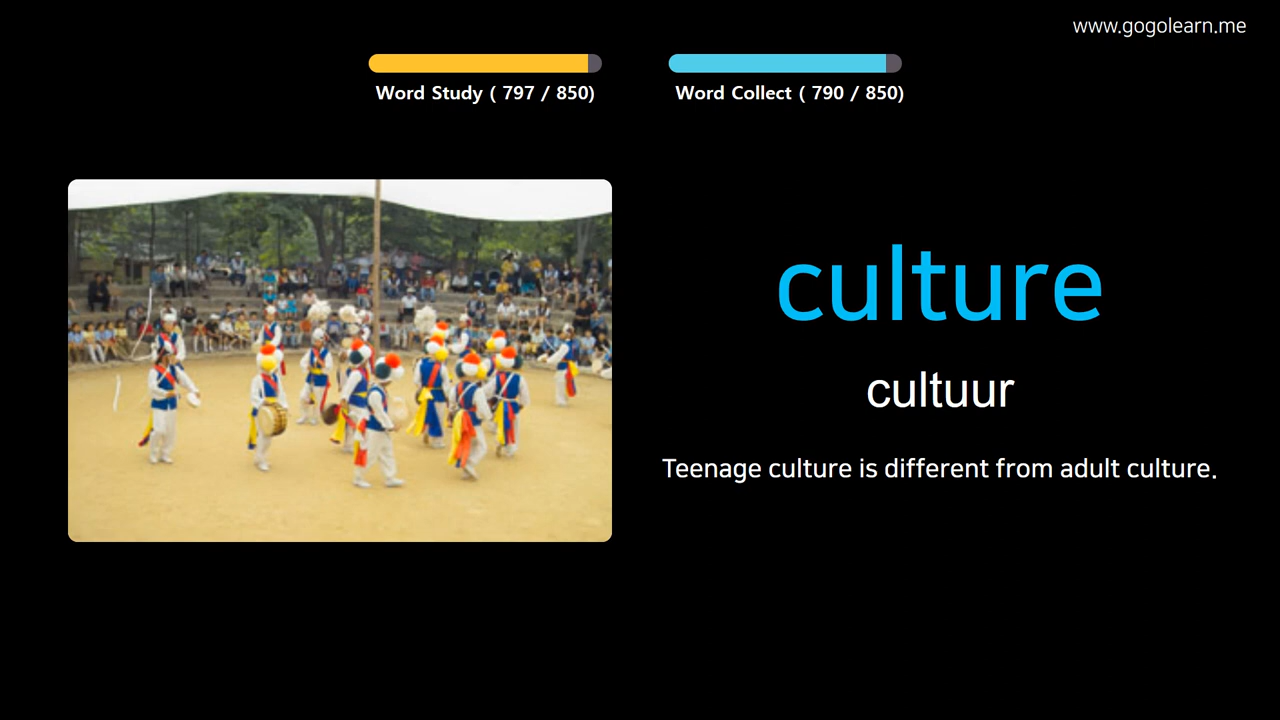 www.gogolearn.me
Word Study ( 797 / 850)
Word Collect ( 790 / 850)
culture
cultuur
Teenage culture is different from adult culture.